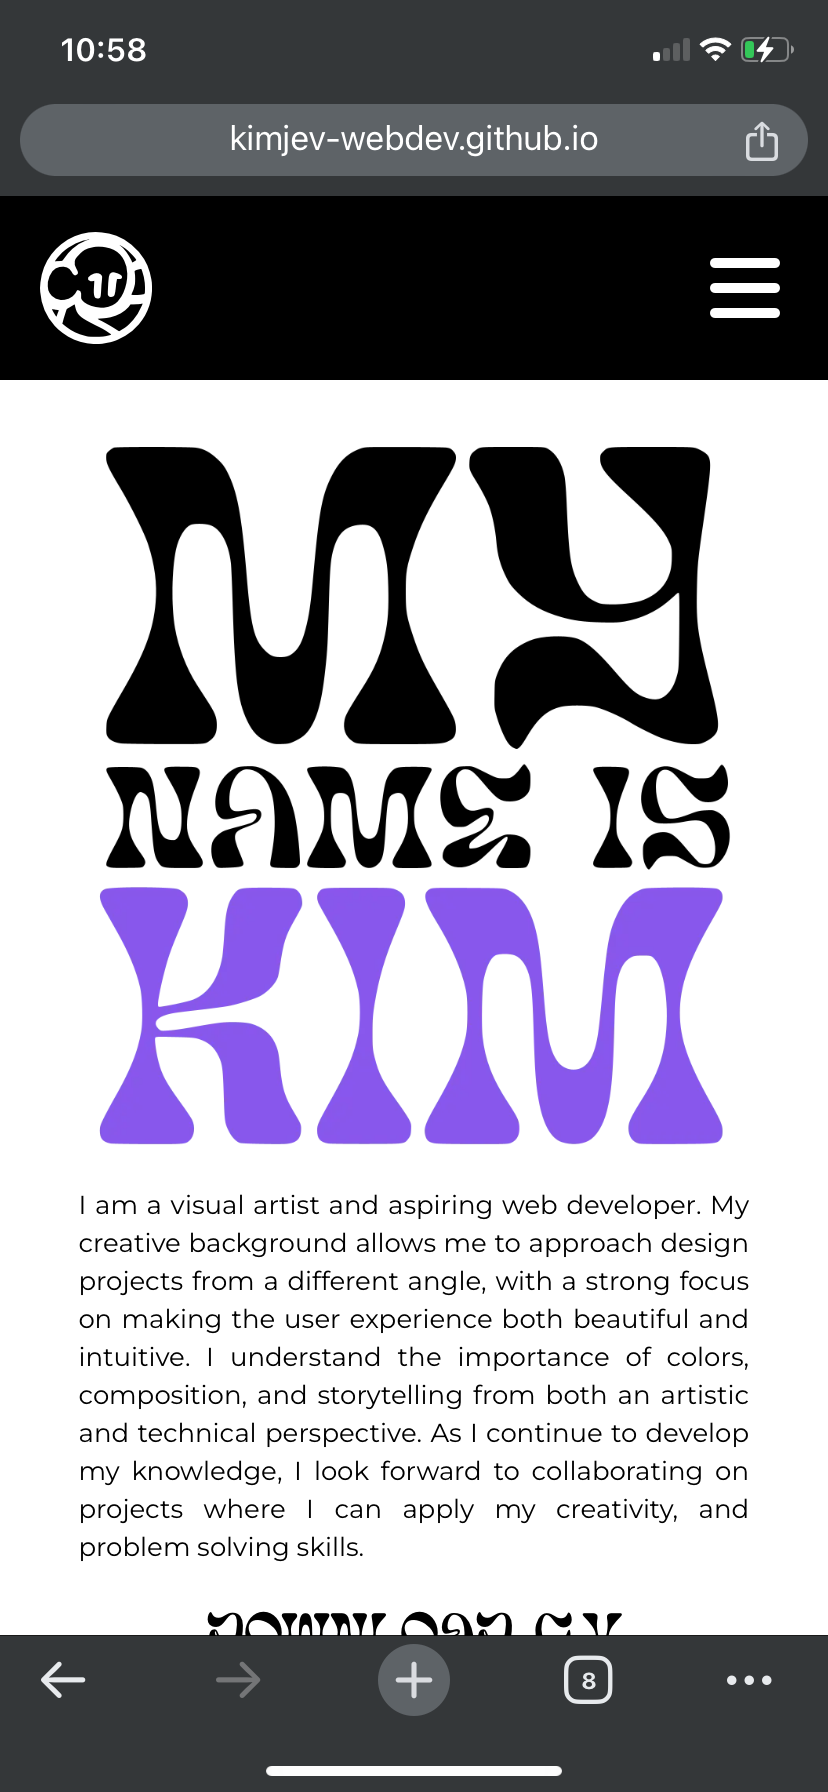 10:58
kimjev-webdev.github.io
MY
NAME IS
KIM
I am a visual artist and aspiring web developer. My
creative background allows me to approach design
projects from a different angle, with a strong focus
on making the user experience both beautiful and
intuitive. I understand the importance of colors,
composition, and storytelling from both an artistic
and technical perspective. As I continue to develop
my knowledge, I look forward to collaborating on
projects where I can apply my creativity, and
problem solving skills.
DOWNLOAD CV
8